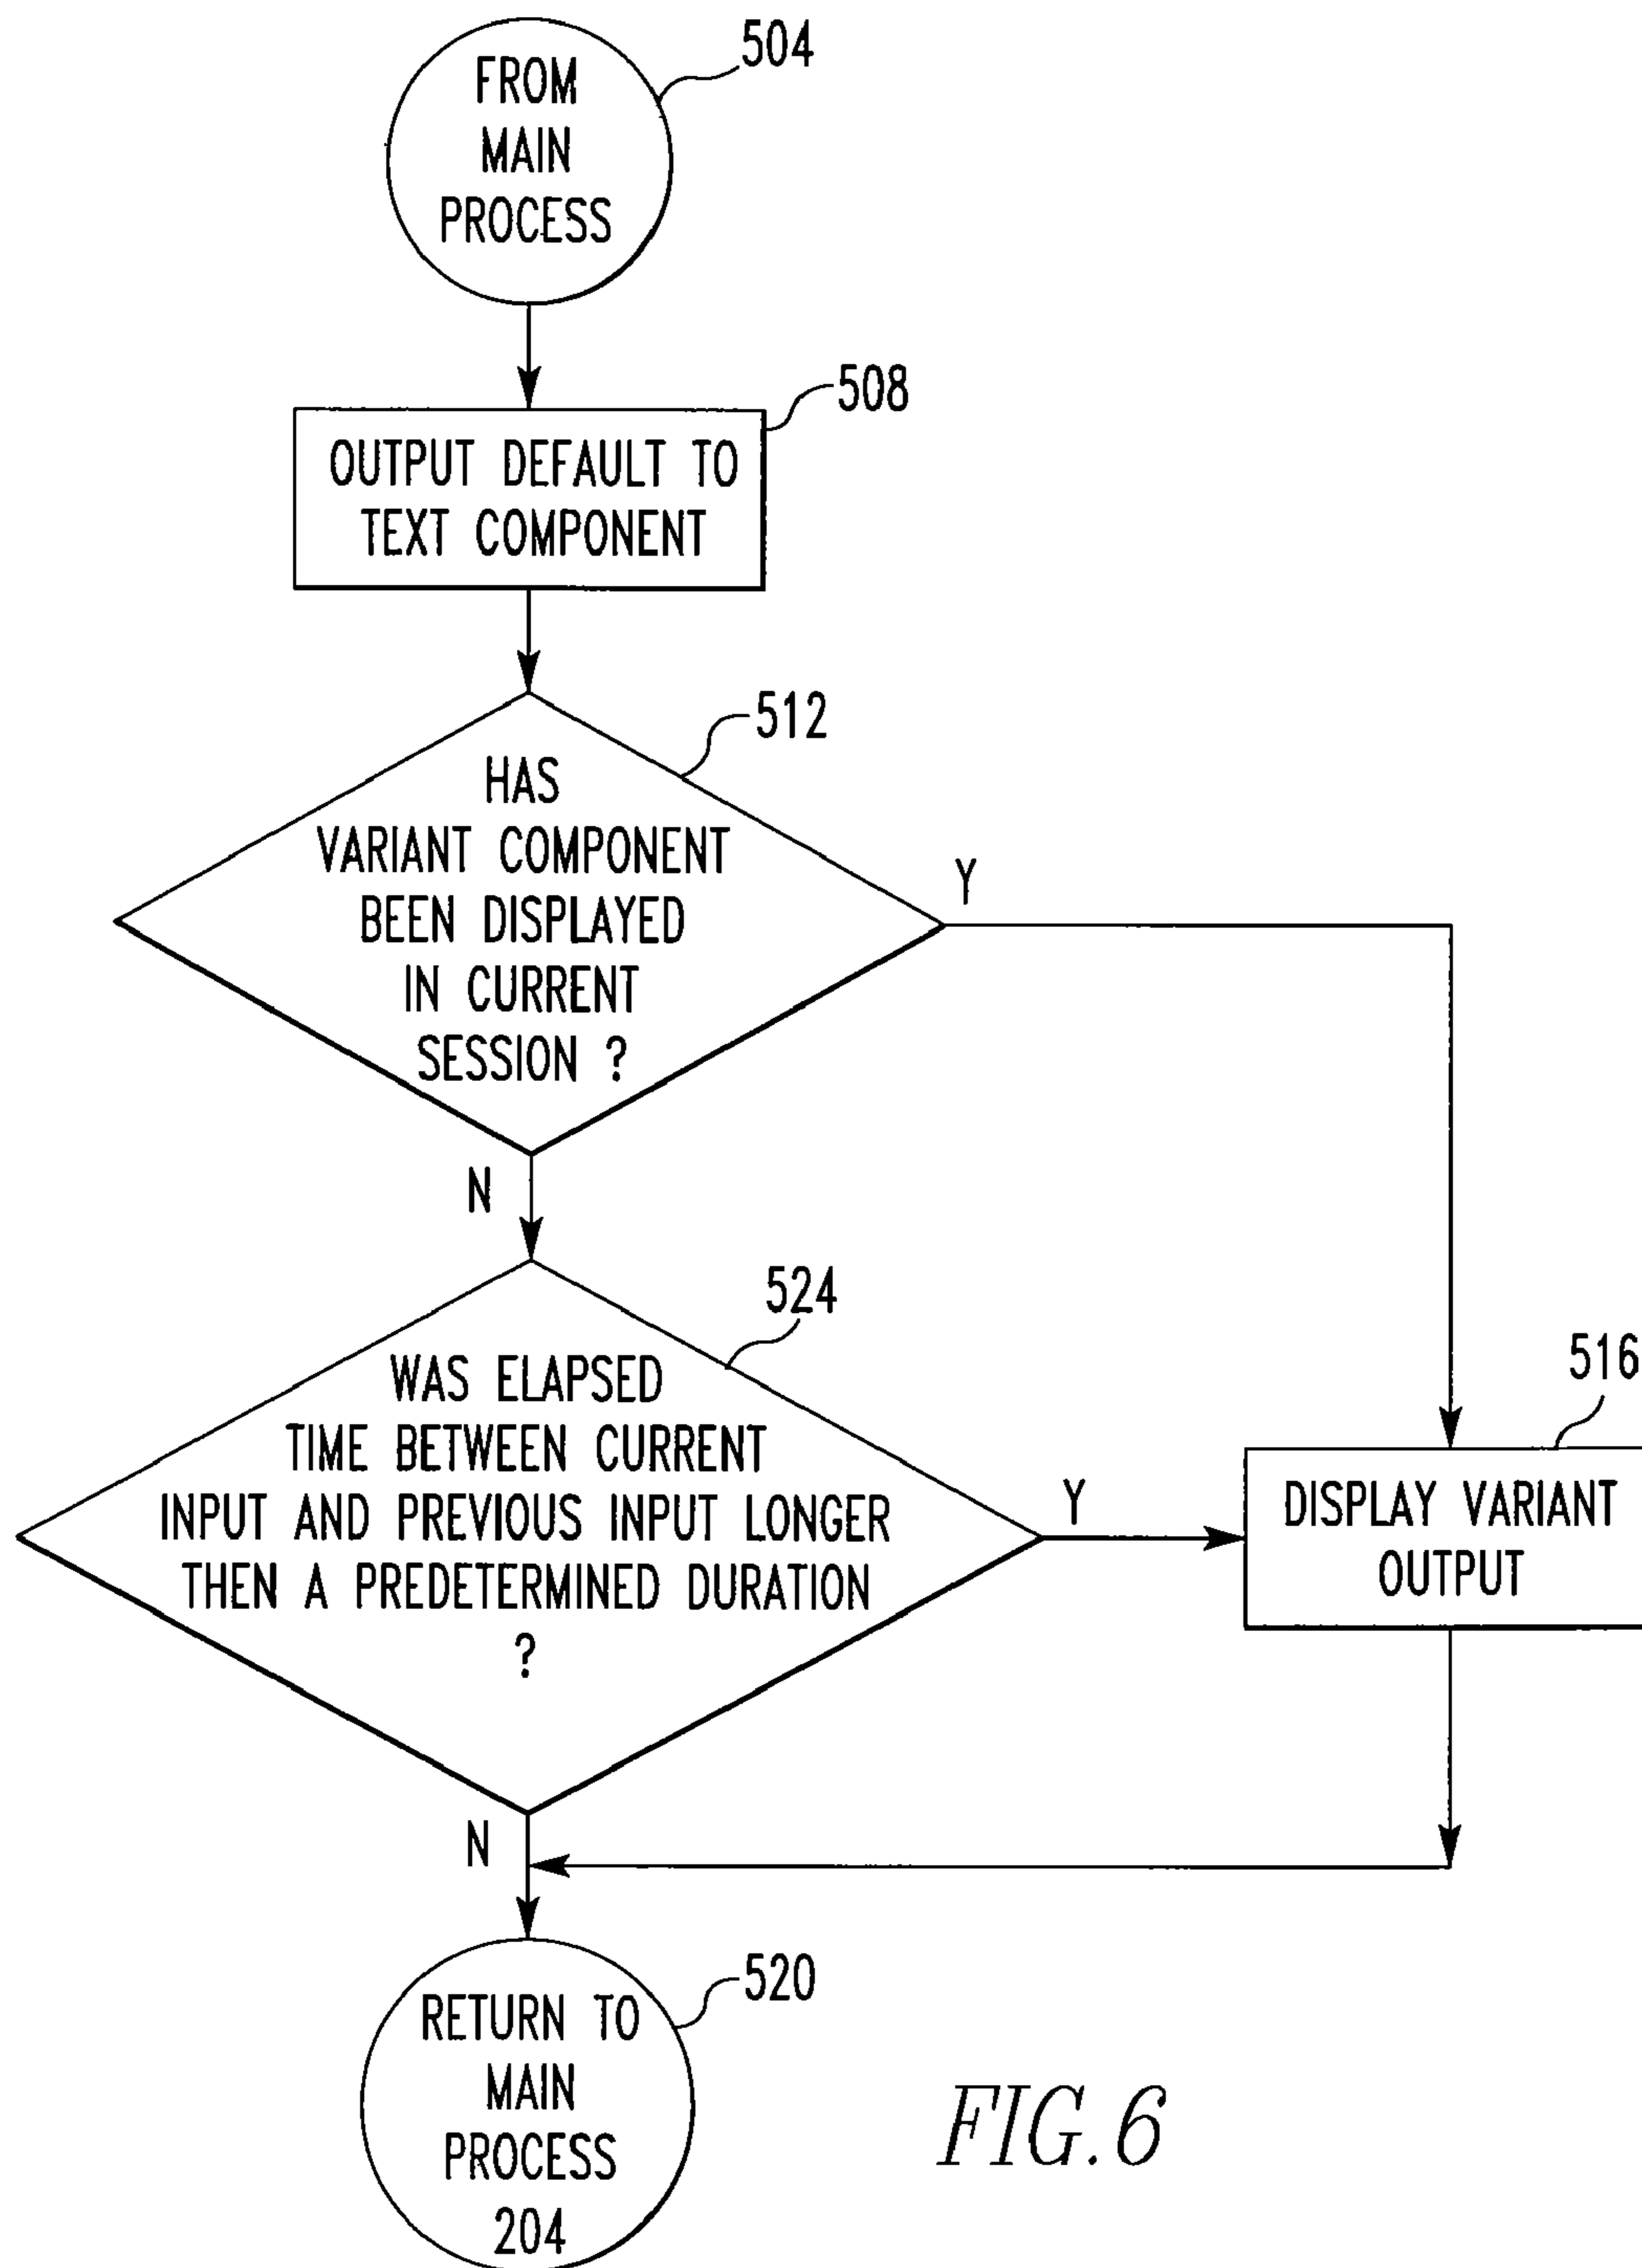 504
FROM
MAIN
PROCESS
508
OUTPUT DEFAULT TO
TEXT COMPONENT
512
HAS
VARIANT COMPONENT
BEEN DISPLAYED
IN CURRENT
SESSION ?
Y
N
524
WAS ELAPSED
TIME BETWEEN CURRENT
INPUT AND PREVIOUS INPUT LONGER
THEN A PREDETERMINED DURATION
?
Y
516
DISPLAY VARIANT
OUTPUT
N
520
RETURN TO
MAIN
PROCESS
204
FIG. 6